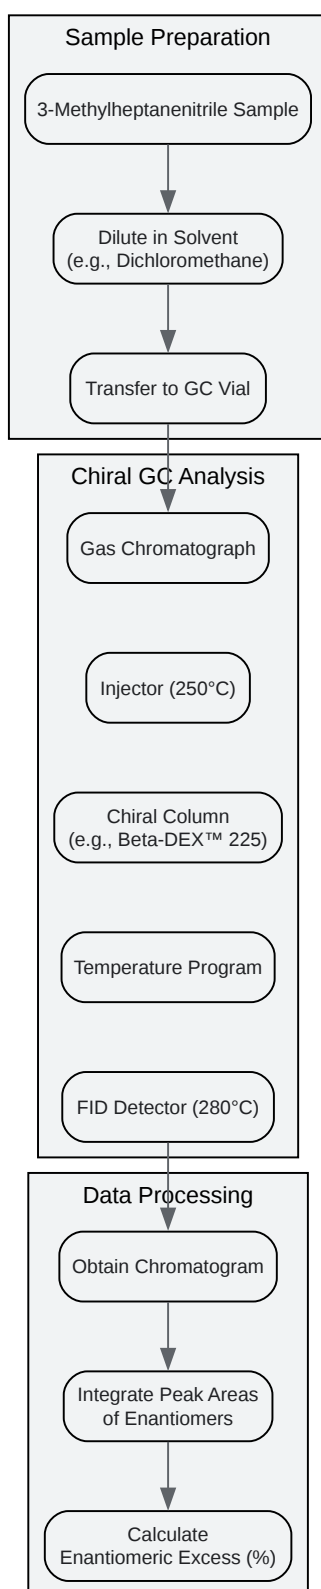 Sample Preparation
3-Methylheptanenitrile Sample
Dilute in Solvent
(e.g., Dichloromethane)
Transfer to GC Vial
Chiral GC Analysis
Gas Chromatograph
Injector (250°C)
Chiral Column
(e.g., Beta-DEX™ 225)
Temperature Program
FID Detector (280°C)
Data Processing
Obtain Chromatogram
Integrate Peak Areas
of Enantiomers
Calculate
Enantiomeric Excess (%)